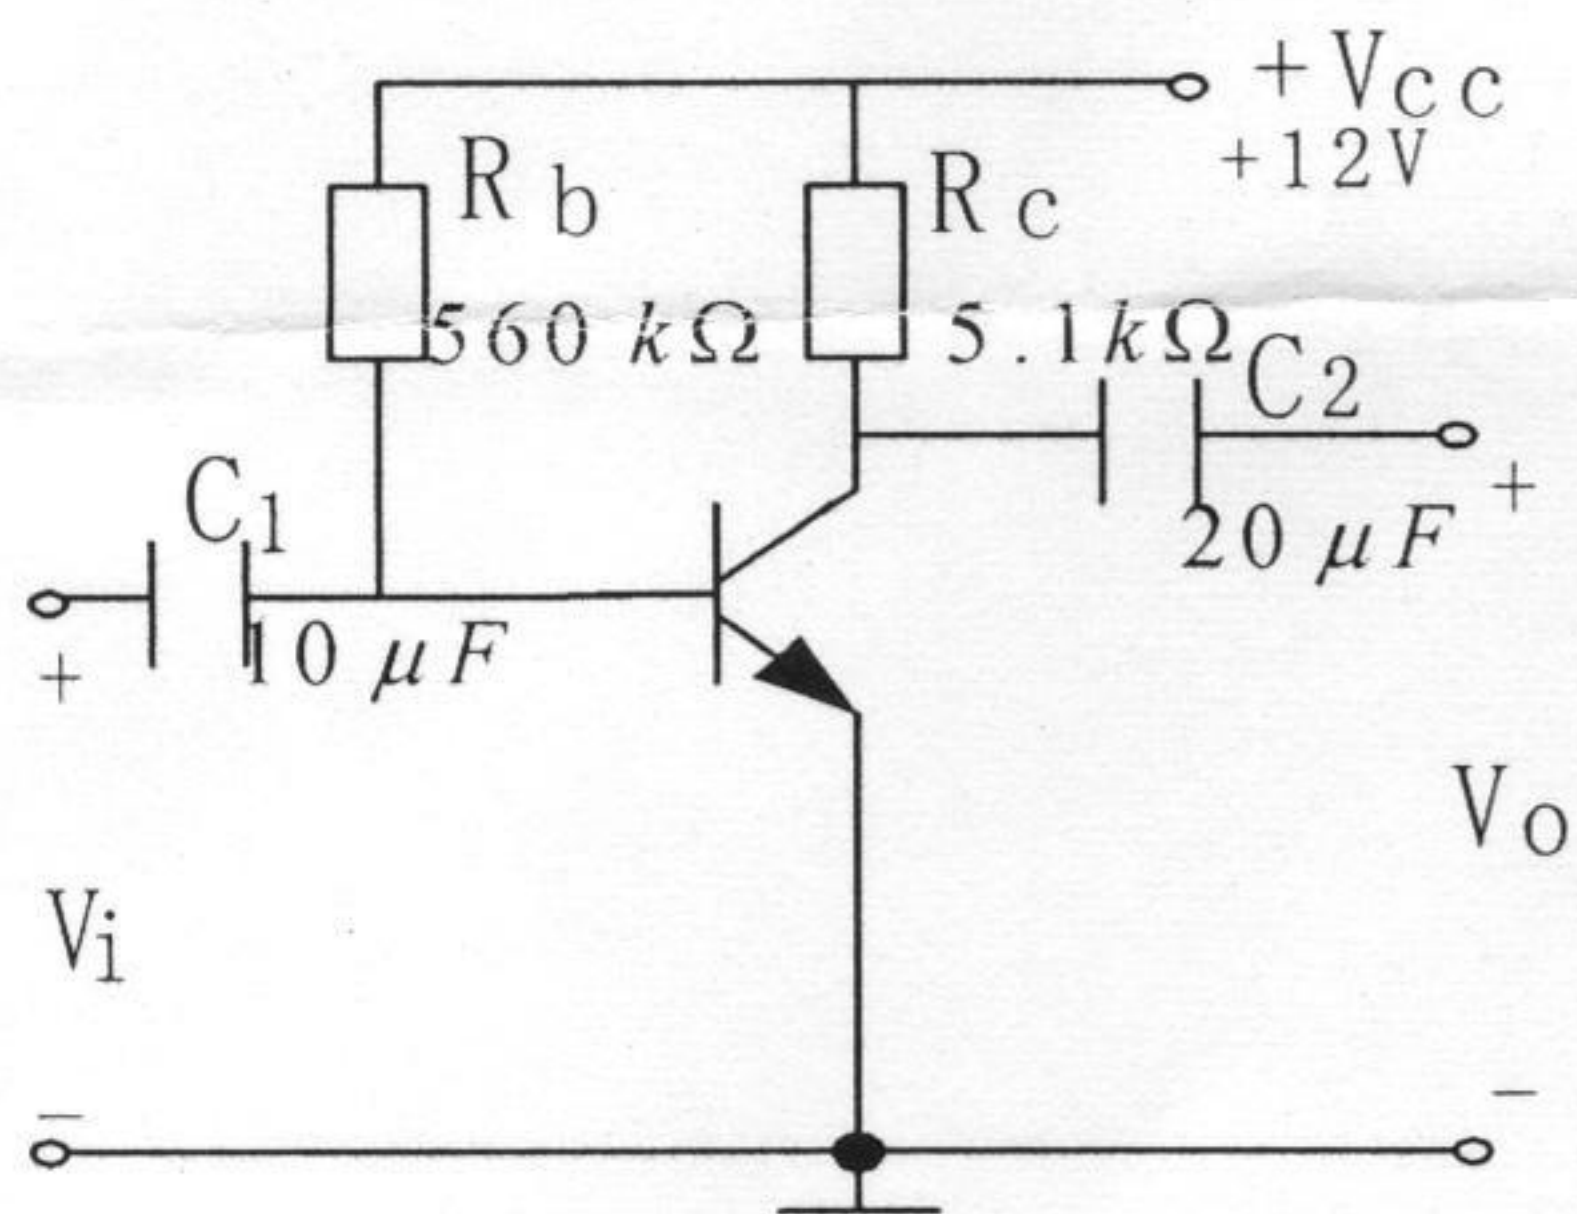 +VCC
+12V
Rb
Rc
560 kΩ
5.1kΩ
C2
C1
+
20 μF
10 μF
+
Vo
Vi
-
-